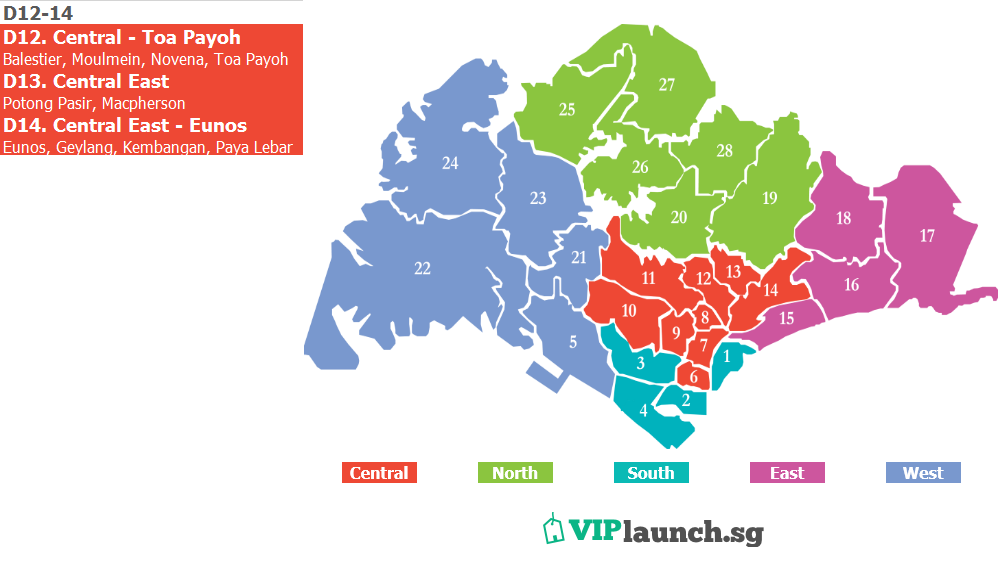 D12-14
D12. Central - Toa Payoh
Balestier, Moulmein, Novena, Toa Payoh
D13. Central East
Potong Pasir, Macpherson
D14. Central East - Eunos
Eunos, Geylang, Kembangan, Paya Lebar
27
25
28
24
26
23
19
20
18
17
22
21
11
12
13
14
16
10
8
15
9
7
5
3
1
6
2
4
Central
North
South
East
West
VIPlaunch.sg